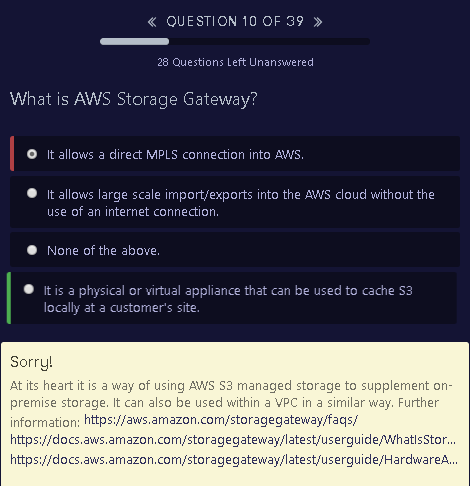 « QUESTION 10 OF 39 »
28 Questions Left Unanswered
What is AWS Storage Gateway?
It allows a direct MPLS connection into AWS.
It allows large scale import/exports into the AWS cloud without the
use of an internet connection.
None of the above.
It is a physical or virtual appliance that can be used to cache S3
locally at a customer's site.
Sorry!
At its heart it is a way of using AWS S3 managed storage to supplement on-
premise storage. It can also be used within a VPC in a similar way. Further
information: https://aws.amazon.com/storagegateway/faqs/
https://docs.aws.amazon.com/storagegateway/latest/userguide/WhatIsStor...
https://docs.aws.amazon.com/storagegateway/latest/userguide/HardwareA...